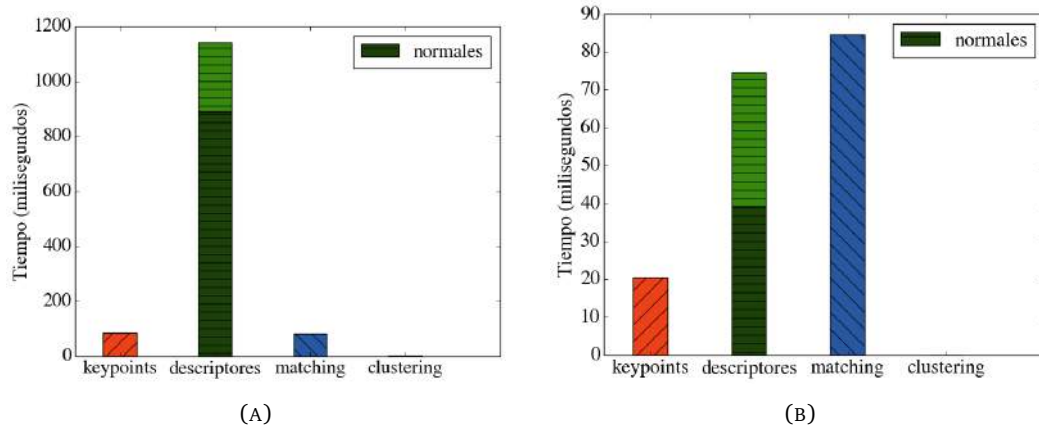 1200
1000
800
600
400
200
0
Tiempo (milisegundos)
normales
keypoints descriptores matching clustering
(A)
90
80
70
60
50
40
30
20
10
0
Tiempo (milisegundos)
normales
keypoints descriptores matching clustering
(B)